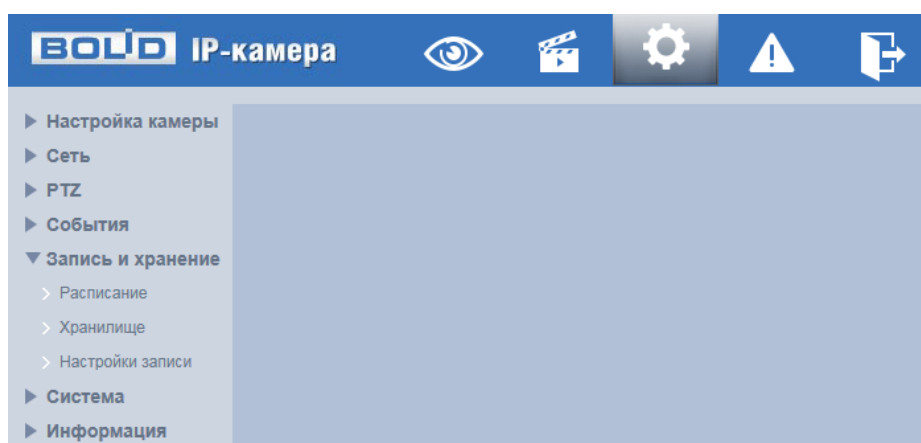 BOLID IP-камера
Настройка камеры
Сеть
PTZ
События
Запись и хранение
Расписание
Хранилище
Настройки записи
Система
Информация